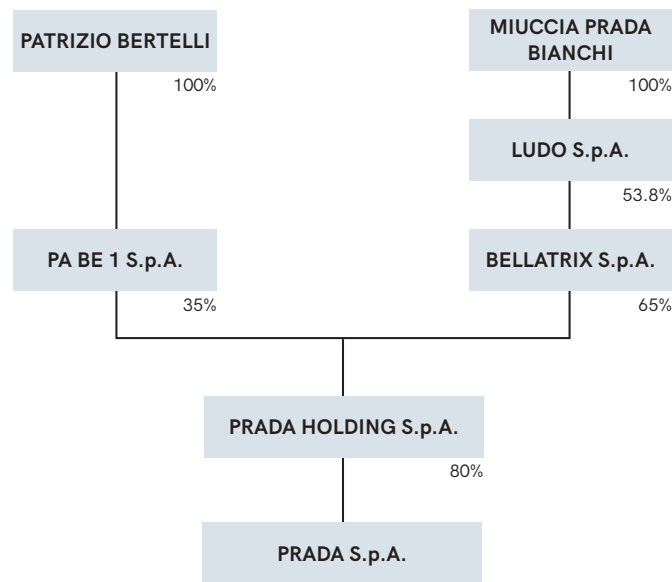 PATRIZIO BERTELLI
MIUCCIA PRADA
BIANCHI
100%
100%
LUDO S.p.A.
53.8%
PA BE 1 S.p.A.
BELLATRIX S.p.A.
35%
65%
PRADA HOLDING S.p.A.
80%
PRADA S.p.A.